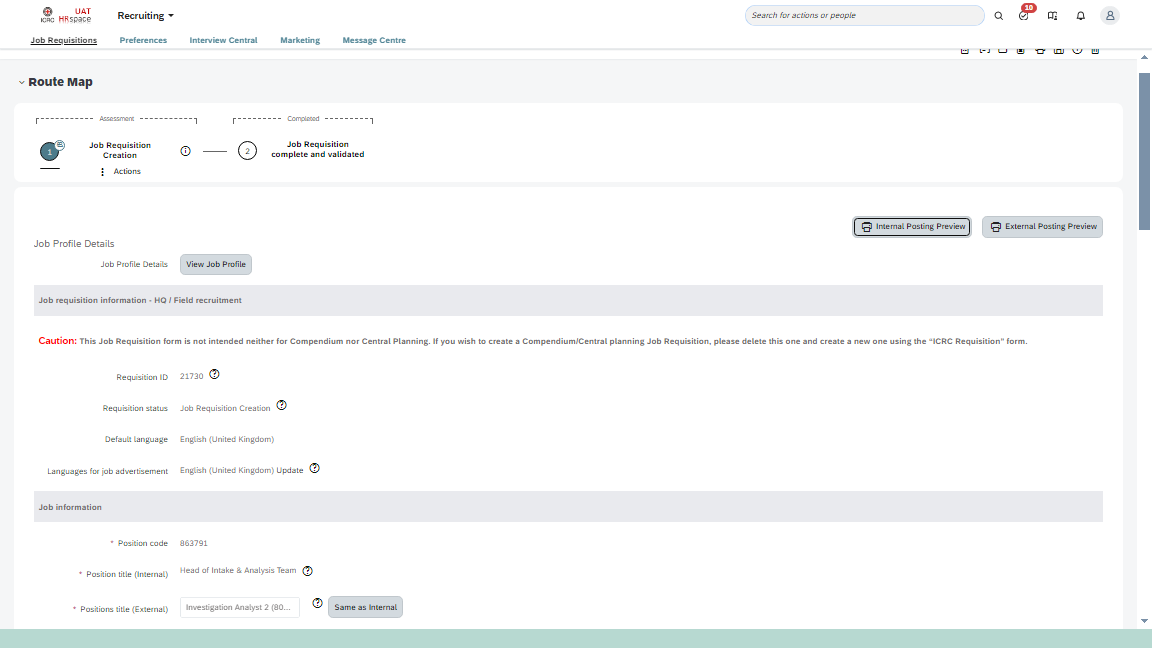 UAT
ICRC HRspace
Recruiting
Search for actions or people
10
Job Requisitions Preferences Interview Central Marketing Message Centre
Route Map
Assessment Completed
1 Job Requisition Creation 2 Job Requisition complete and validated
Actions
Internal Posting Preview External Posting Preview
Job Profile Details
Job Profile Details View Job Profile
Job requisition information - HQ / Field recruitment
Caution: This Job Requisition form is not intended neither for Compendium nor Central Planning. If you wish to create a Compendium/Central planning Job Requisition, please delete this one and create a new one using the “ICRC Requisition” form.
Requisition ID 21730
Requisition status Job Requisition Creation
Default language English (United Kingdom)
Languages for job advertisement English (United Kingdom) Update
Job information
* Position code 863791
* Position title (Internal) Head of Intake & Analysis Team
* Positions title (External) Investigation Analyst 2 (80... Same as Internal